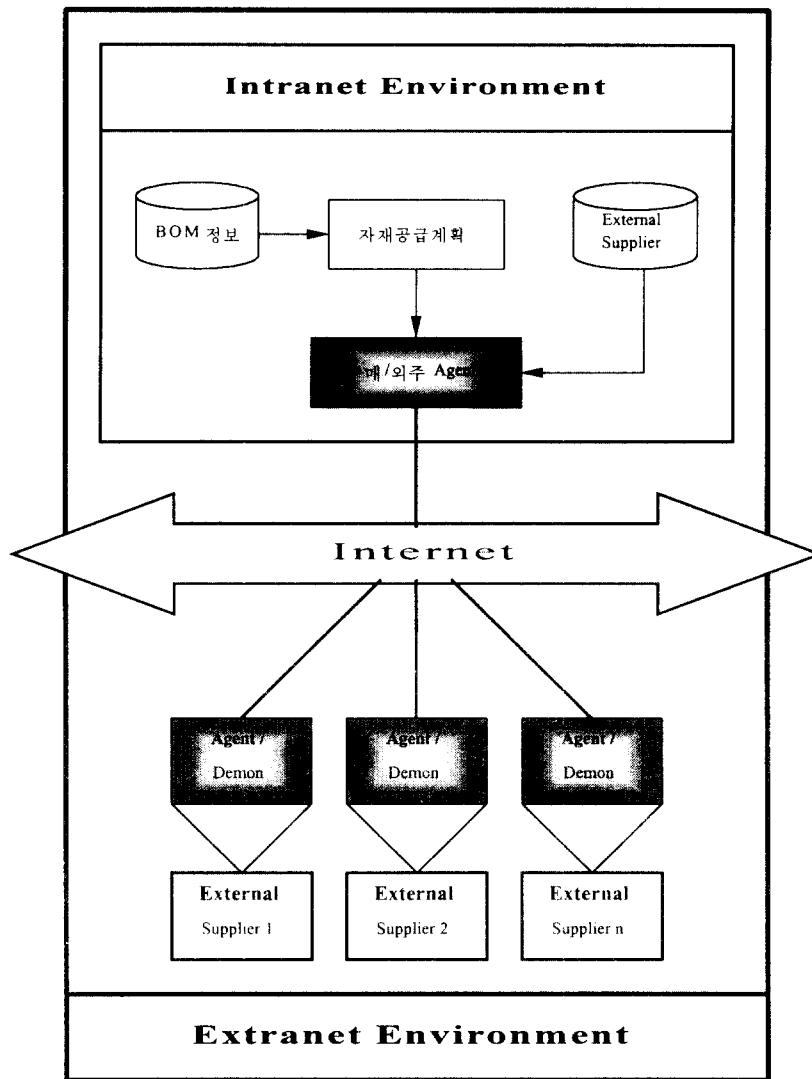 Intranet Environment
BOM 정보
자재공급계획
External
Supplier
매 /외주 Agent
Internet
Agent /
Demon
Agent /
Demon
Agent /
Demon
External
Supplier 1
External
Supplier 2
External
Supplier n
Extranet Environment